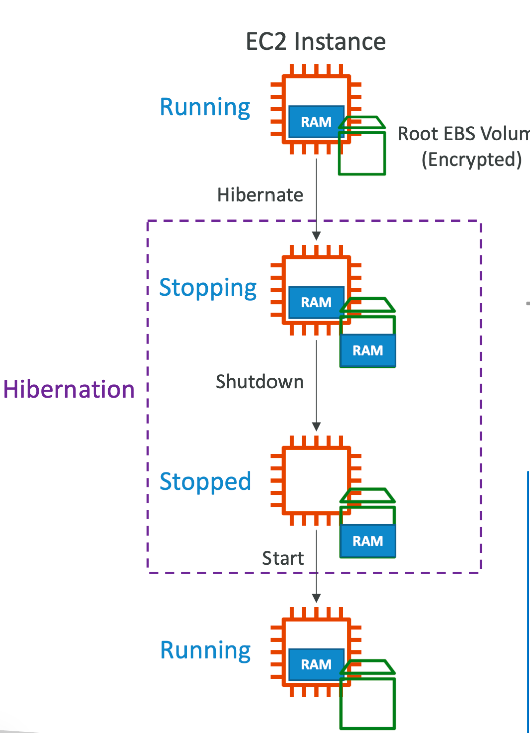 EC2 Instance
Running
RAM
Root EBS Volum
(Encrypted)
Hibernate
Stopping
RAM
RAM
Hibernation
Shutdown
Stopped
RAM
Start
Running
RAM